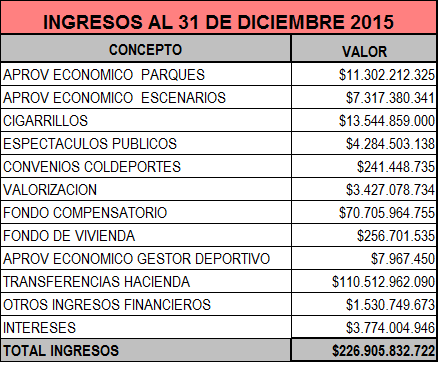 INGRESOS AL 31 DE DICIEMBRE 2015
CONCEPTO VALOR
APROV ECONOMICO PARQUES $11.302.212.325
APROV ECONOMICO ESCENARIOS $7.317.380.341
CIGARRILLOS $13.544.859.000
ESPECTACULOS PUBLICOS $4.284.503.138
CONVENIOS COLDEPORTES $241.448.735
VALORIZACION $3.427.078.734
FONDO COMPENSATORIO $70.705.964.755
FONDO DE VIVIENDA $256.701.535
APROV ECONOMICO GESTOR DEPORTIVO $7.967.450
TRANSFERENCIAS HACIENDA $110.512.962.090
OTROS INGRESOS FINANCIEROS $1.530.749.673
INTERESES $3.774.004.946
TOTAL INGRESOS $226.905.832.722